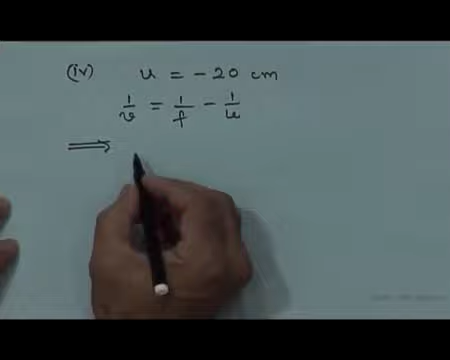 (iv) u = -20 cm
1/v = 1/f - 1/u
⟹